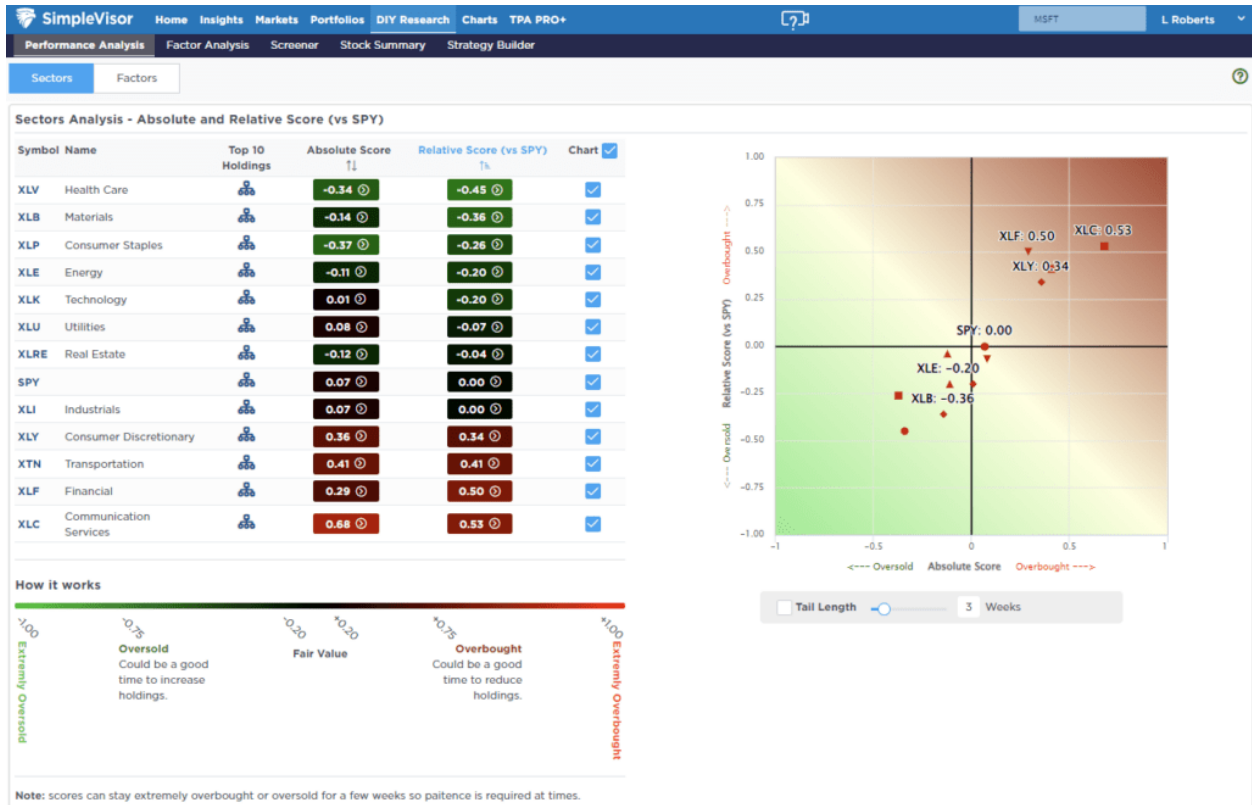 SimpleVisor Home Insights Markets Portfolios DIY Research Charts TPA PRO+ MSFT L Roberts
Performance Analysis Factor Analysis Screener Stock Summary Strategy Builder
Sectors Factors
Sectors Analysis - Absolute and Relative Score (vs SPY)
Symbol Name Top 10 Holdings Absolute Score Relative Score (vs SPY) Chart
XLV Health Care -0.34 -0.45
XLB Materials -0.14 -0.36
XLP Consumer Staples -0.37 -0.26
XLE Energy -0.11 -0.20
XLK Technology 0.01 -0.20
XLU Utilities 0.08 -0.07
XLRE Real Estate -0.12 -0.04
SPY 0.07 0.00
XLI Industrials 0.07 0.00
XLY Consumer Discretionary 0.36 0.34
XTN Transportation 0.41 0.41
XLF Financial 0.29 0.50
XLC Communication Services 0.68 0.53
How it works
-1.00 -0.75 -0.20 +0.20 +0.75 +1.00
Extremly Oversold
Oversold
Could be a good
time to increase
holdings.
Fair Value
Overbought
Could be a good
time to reduce
holdings.
Extremly Overbought
Note: scores can stay extremely overbought or oversold for a few weeks so paitence is required at times.
1.00
0.75
0.50
0.25
0.00
-0.25
-0.50
-0.75
-1.00
<--- Oversold Relative Score (vs SPY) Overbought --->
XLF: 0.50
XLC: 0.53
XLY: 0.34
SPY: 0.00
XLE: -0.20
XLB: -0.36
-1 -0.5 0 0.5 1
<--- Oversold Absolute Score Overbought --->
Tail Length 3 Weeks